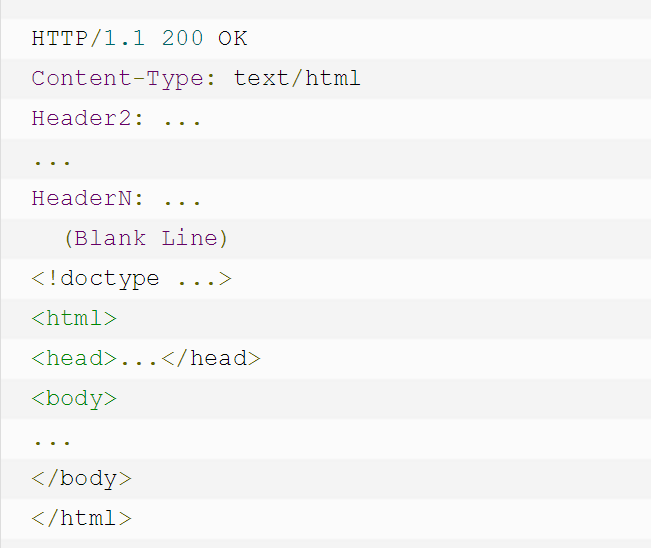 HTTP/1.1 200 OK
Content-Type: text/html
Header2: ...
...
HeaderN: ...
  (Blank Line)
<!doctype ...>
<html>
<head>...</head>
<body>
...
</body>
</html>